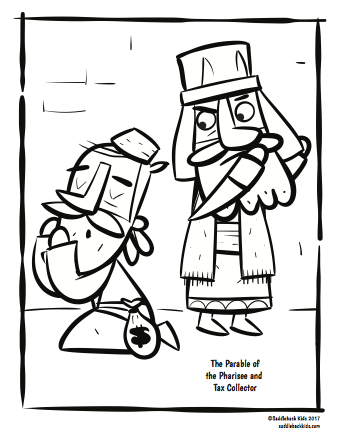 $
The Parable of
the Pharisee and
Tax Collector
©Saddleback Kids 2017
saddlebackkids.com